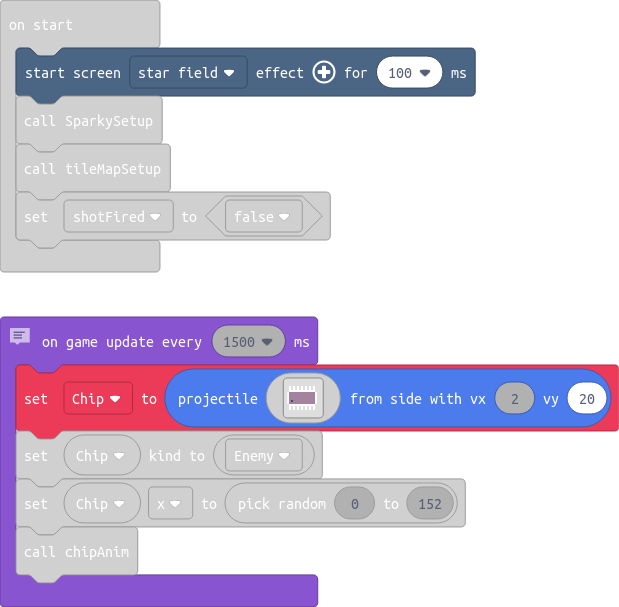 on start
start screen star field effect for 100 ms
call SparkySetup
call tileMapSetup
set shotFired to false
on game update every 1500 ms
set Chip to projectile from side with vx 2 vy 20
set Chip kind to Enemy
set Chip x to pick random 0 to 152
call chipAnim